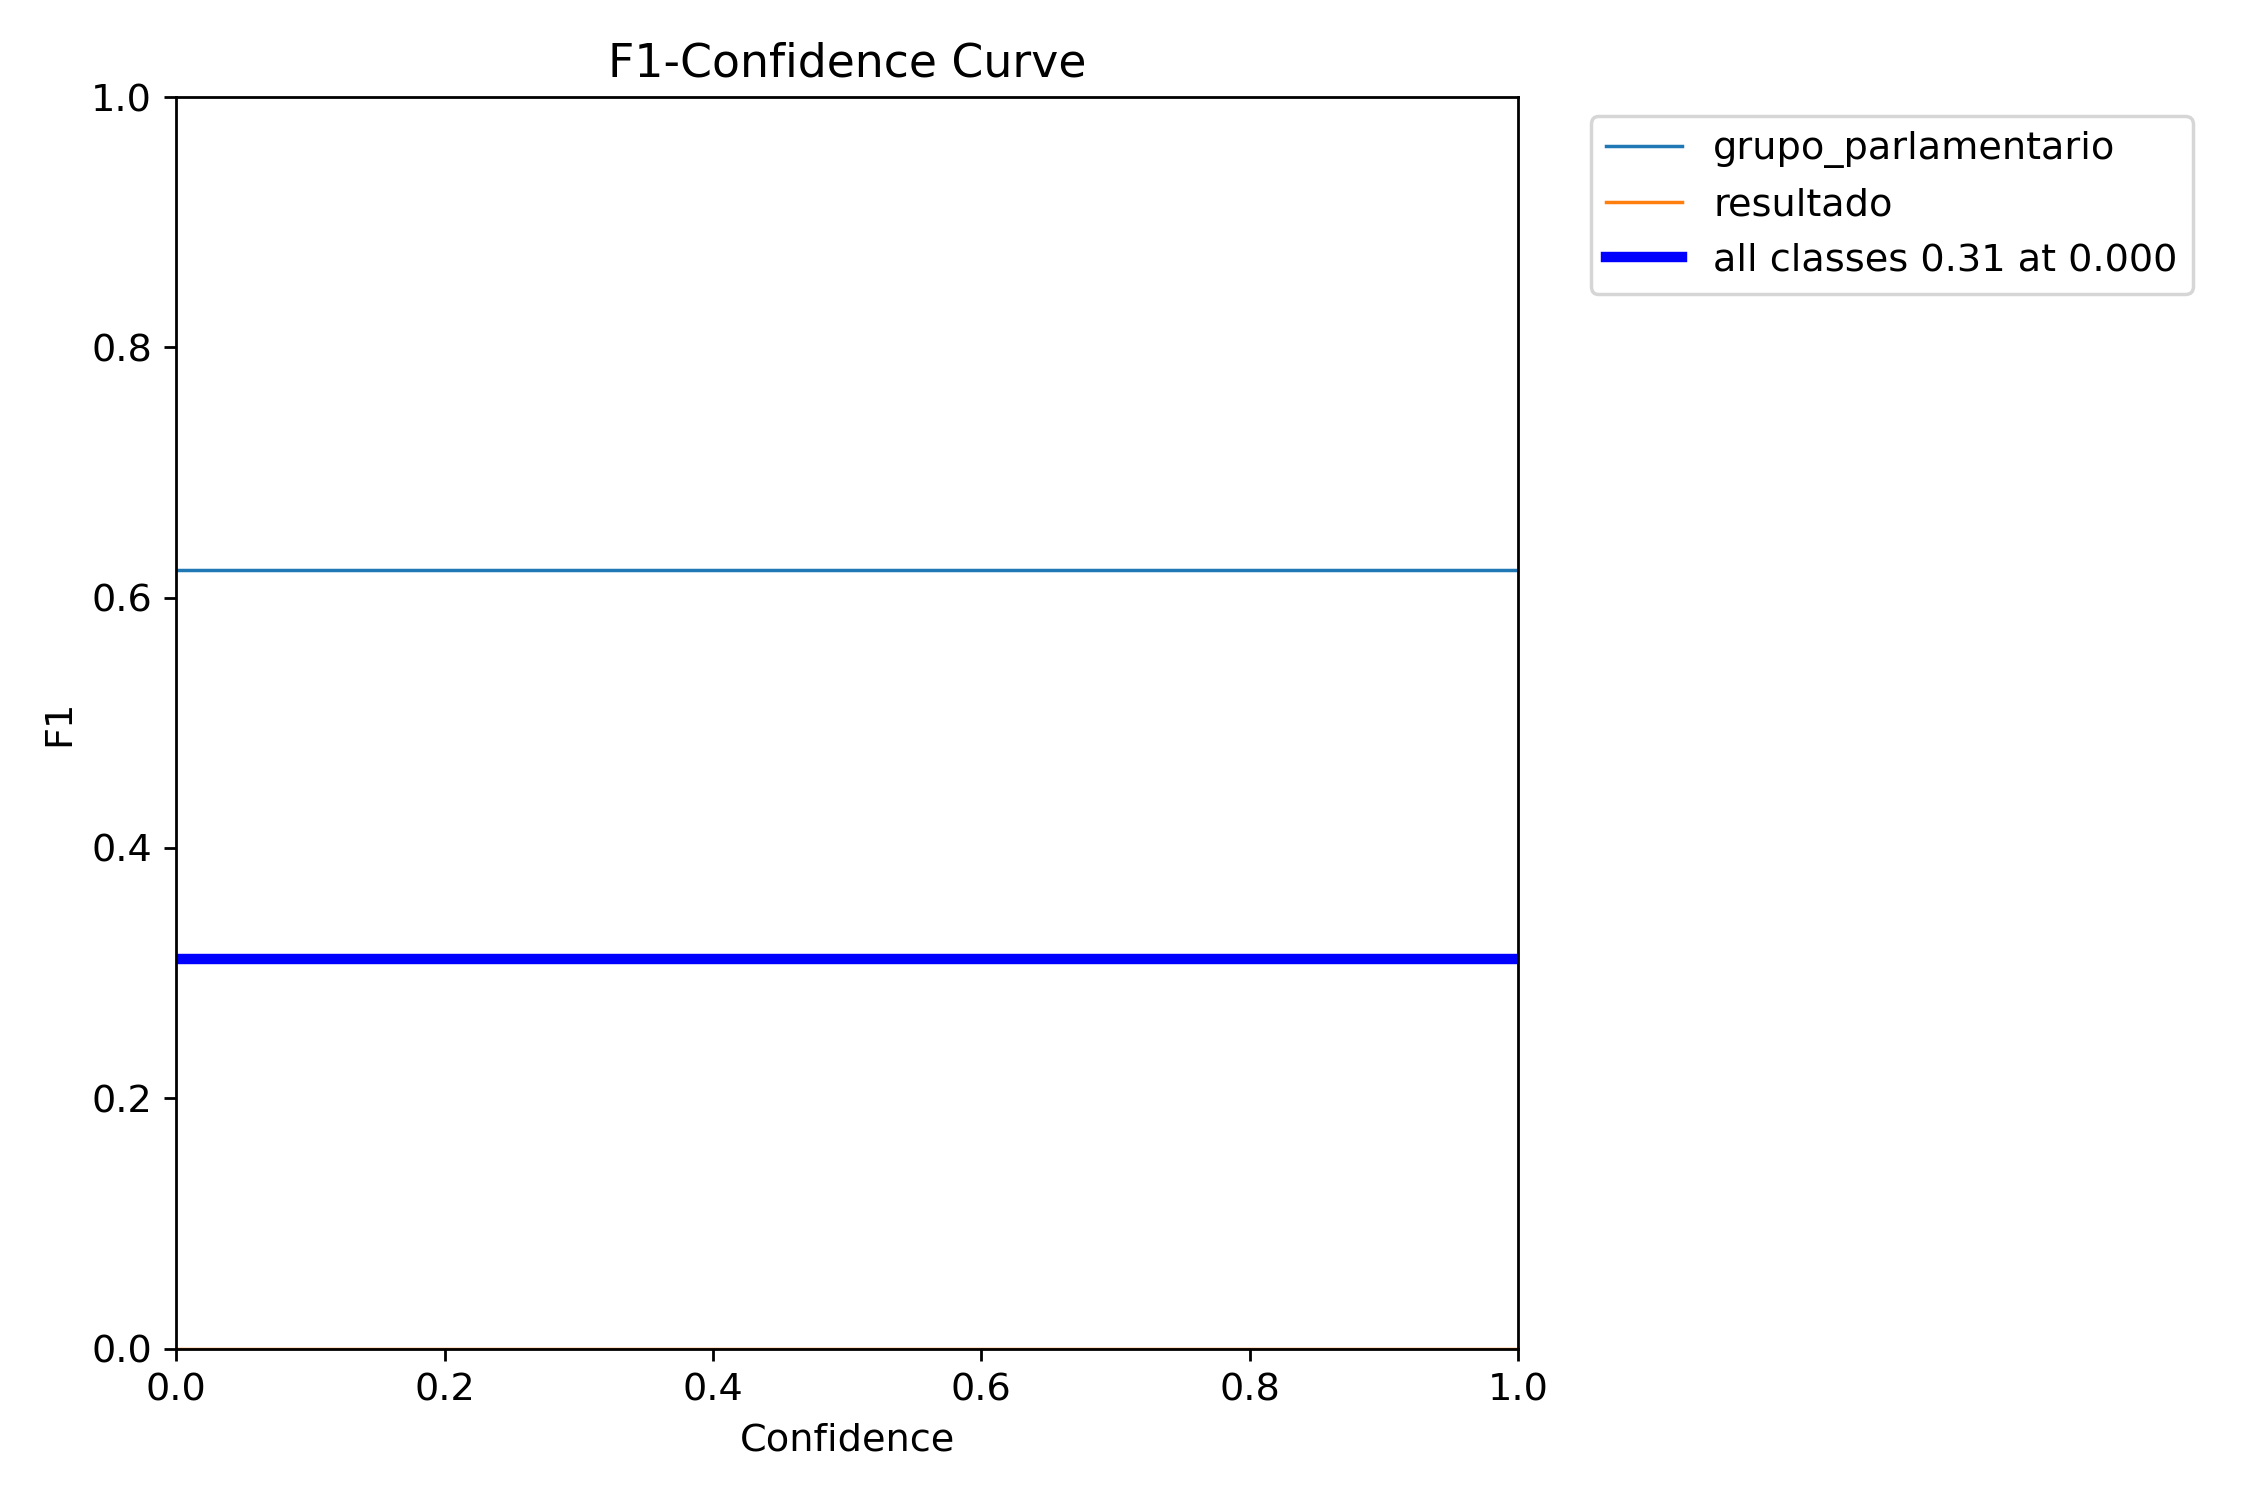 F1-Confidence Curve
1.0
0.8
0.6
0.4
0.2
0.0
F1
0.0 0.2 0.4 0.6 0.8 1.0
Confidence
grupo_parlamentario
resultado
all classes 0.31 at 0.000